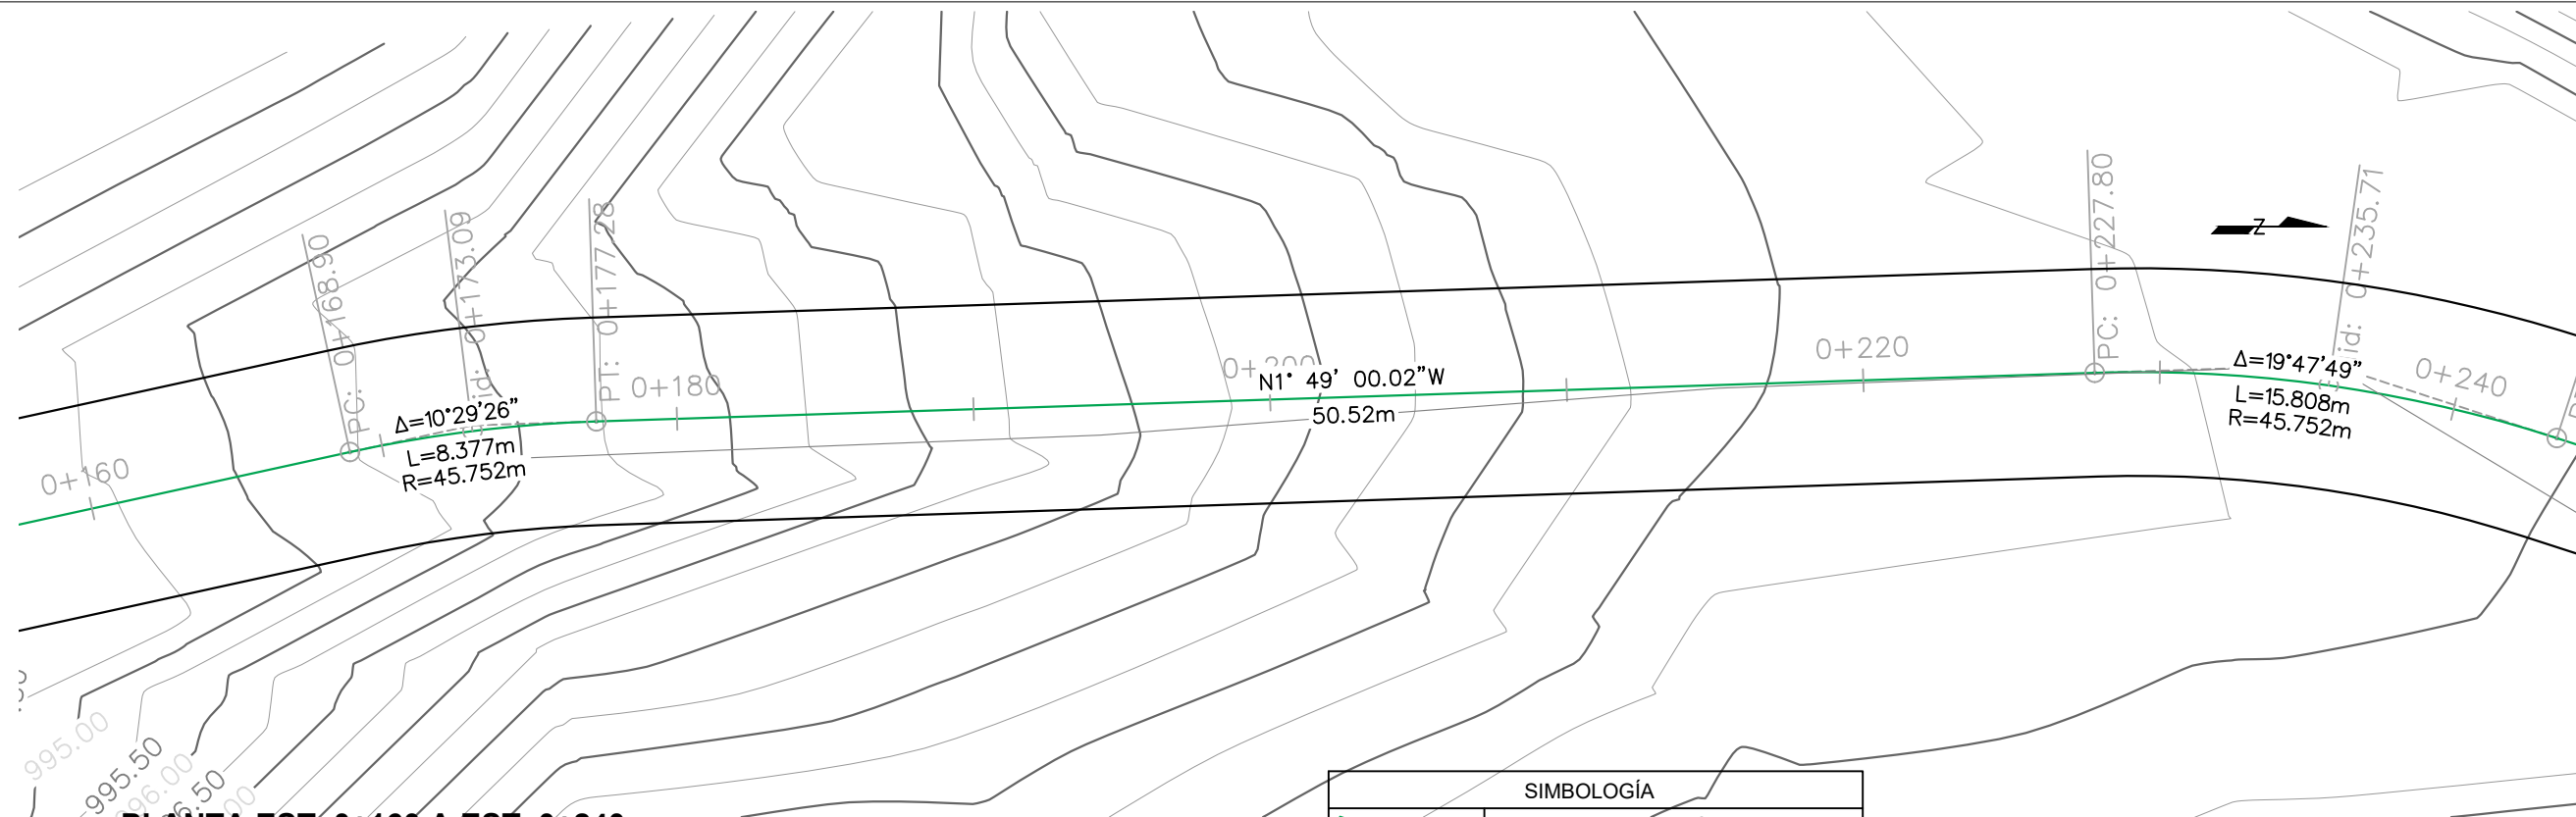 PC: 0+168.90
id: 0+173.09
PT: 0+177.28
PC: 0+227.80
id: 0+235.71
Z
0+160
Δ=10°29'26"
L=8.377m
R=45.752m
0+180
N1° 49' 00.02"W
50.52m
0+220
Δ=19°47'49"
L=15.808m
R=45.752m
0+240
995.00
995.50
SIMBOLOGÍA